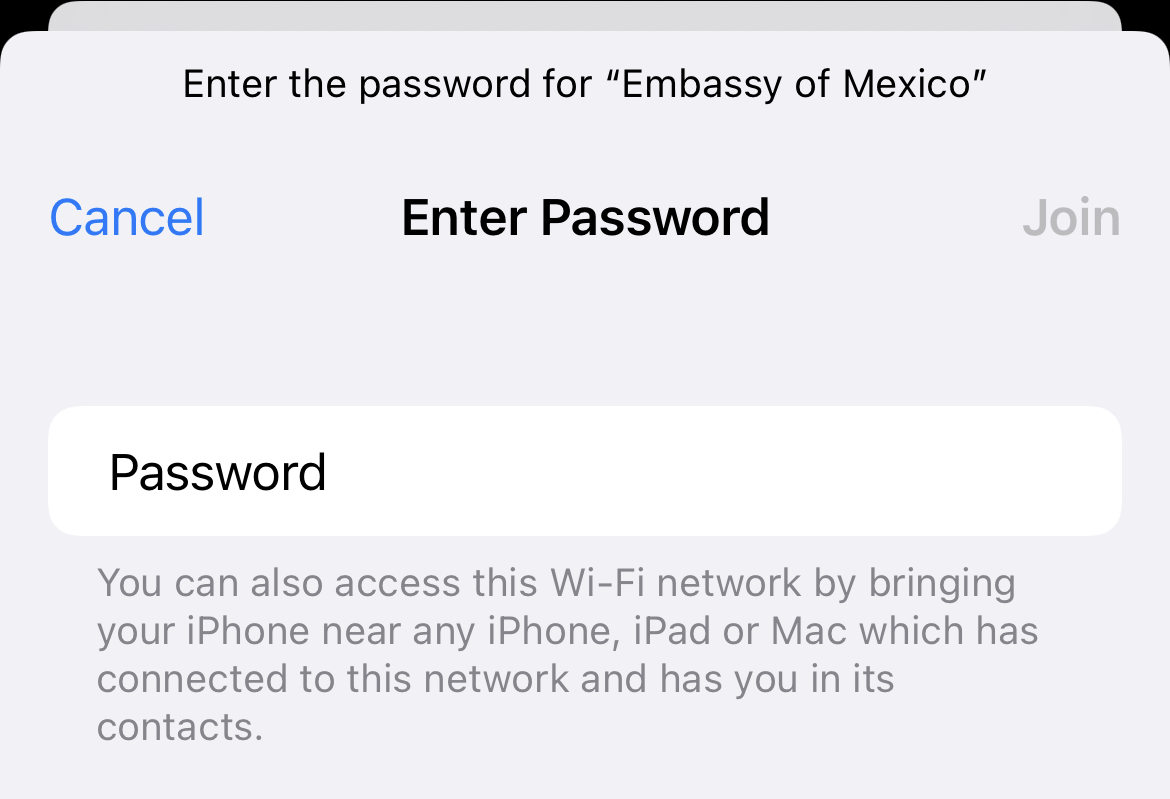 Enter the password for “Embassy of Mexico”
Cancel Enter Password Join
Password
You can also access this Wi-Fi network by bringing
your iPhone near any iPhone, iPad or Mac which has
connected to this network and has you in its
contacts.